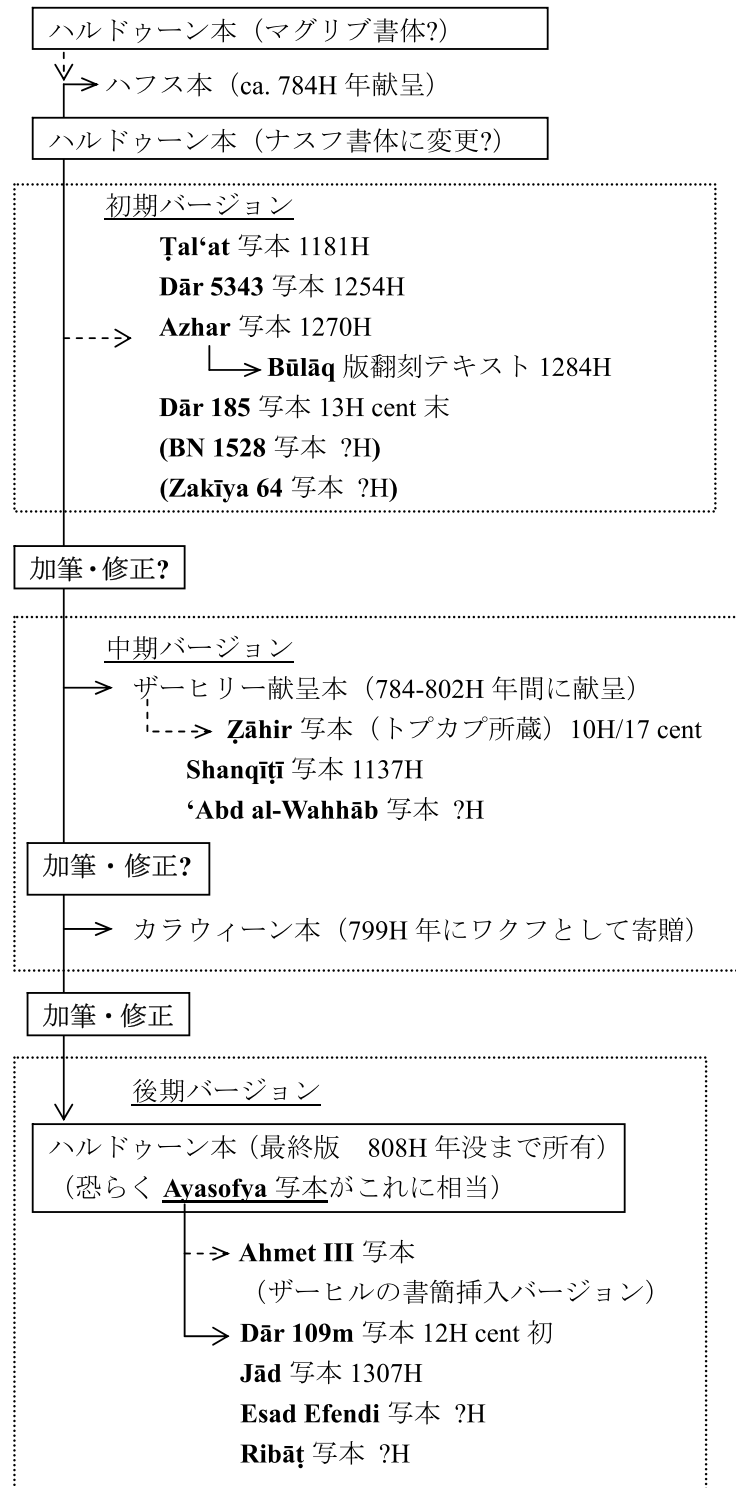 ハルドゥーン本（マグリブ書体?）
ハフス本（ca. 784H 年献呈）
ハルドゥーン本（ナスフ書体に変更?）
初期バージョン
Ṭal‘at 写本 1181H
Dār 5343 写本 1254H
Azhar 写本 1270H
Būlāq 版翻刻テキスト 1284H
Dār 185 写本 13H cent 末
(BN 1528 写本 ?H)
(Zakīya 64 写本 ?H)
加筆・修正?
中期バージョン
ザーヒリー献呈本（784-802H 年間に献呈）
Ẓāhir 写本（トプカプ所蔵）10H/17 cent
Shanqīṭī 写本 1137H
‘Abd al-Wahhāb 写本 ?H
加筆・修正?
カラウィーン本（799H 年にワクフとして寄贈）
加筆・修正
後期バージョン
ハルドゥーン本（最終版　808H 年没まで所有）
（恐らく Ayasofya 写本がこれに相当）
Ahmet III 写本
（ザーヒルの書簡挿入バージョン）
Dār 109m 写本 12H cent 初
Jād 写本 1307H
Esad Efendi 写本 ?H
Ribāṭ 写本 ?H